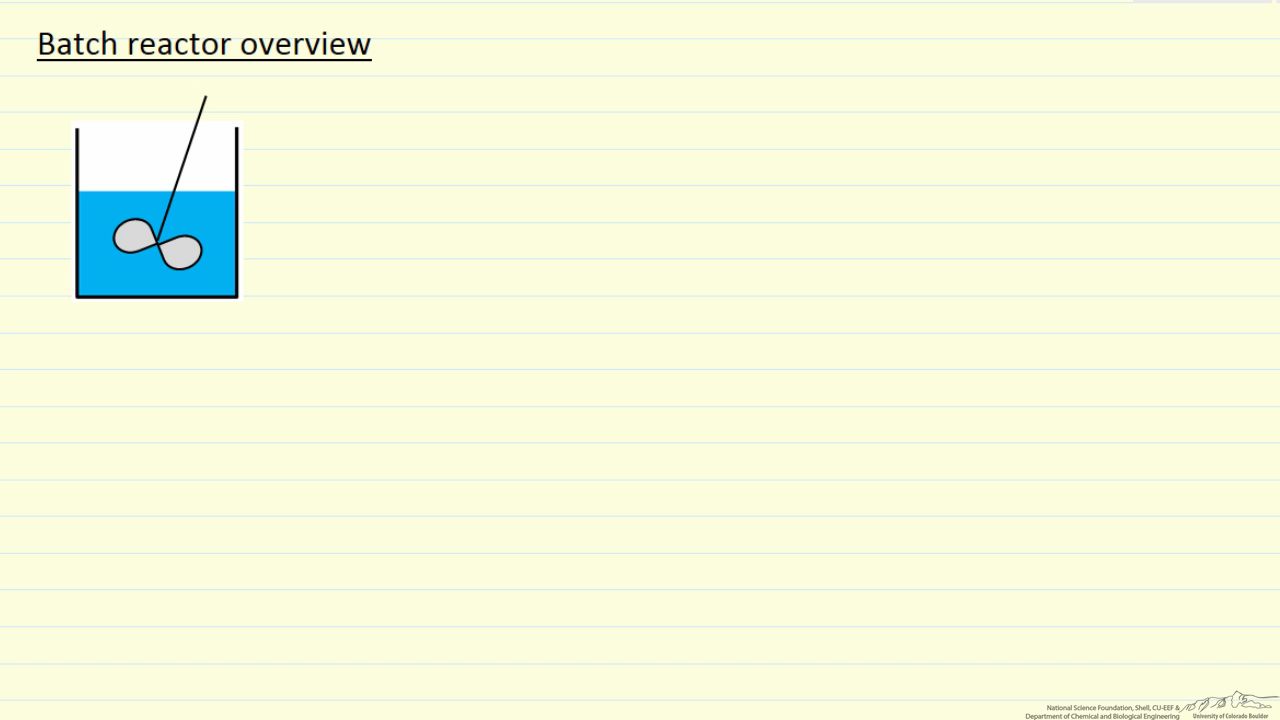 Batch reactor overview
National Science Foundation, Shell, CU-EEF &
Department of Chemical and Biological Engineering
University of Colorado Boulder